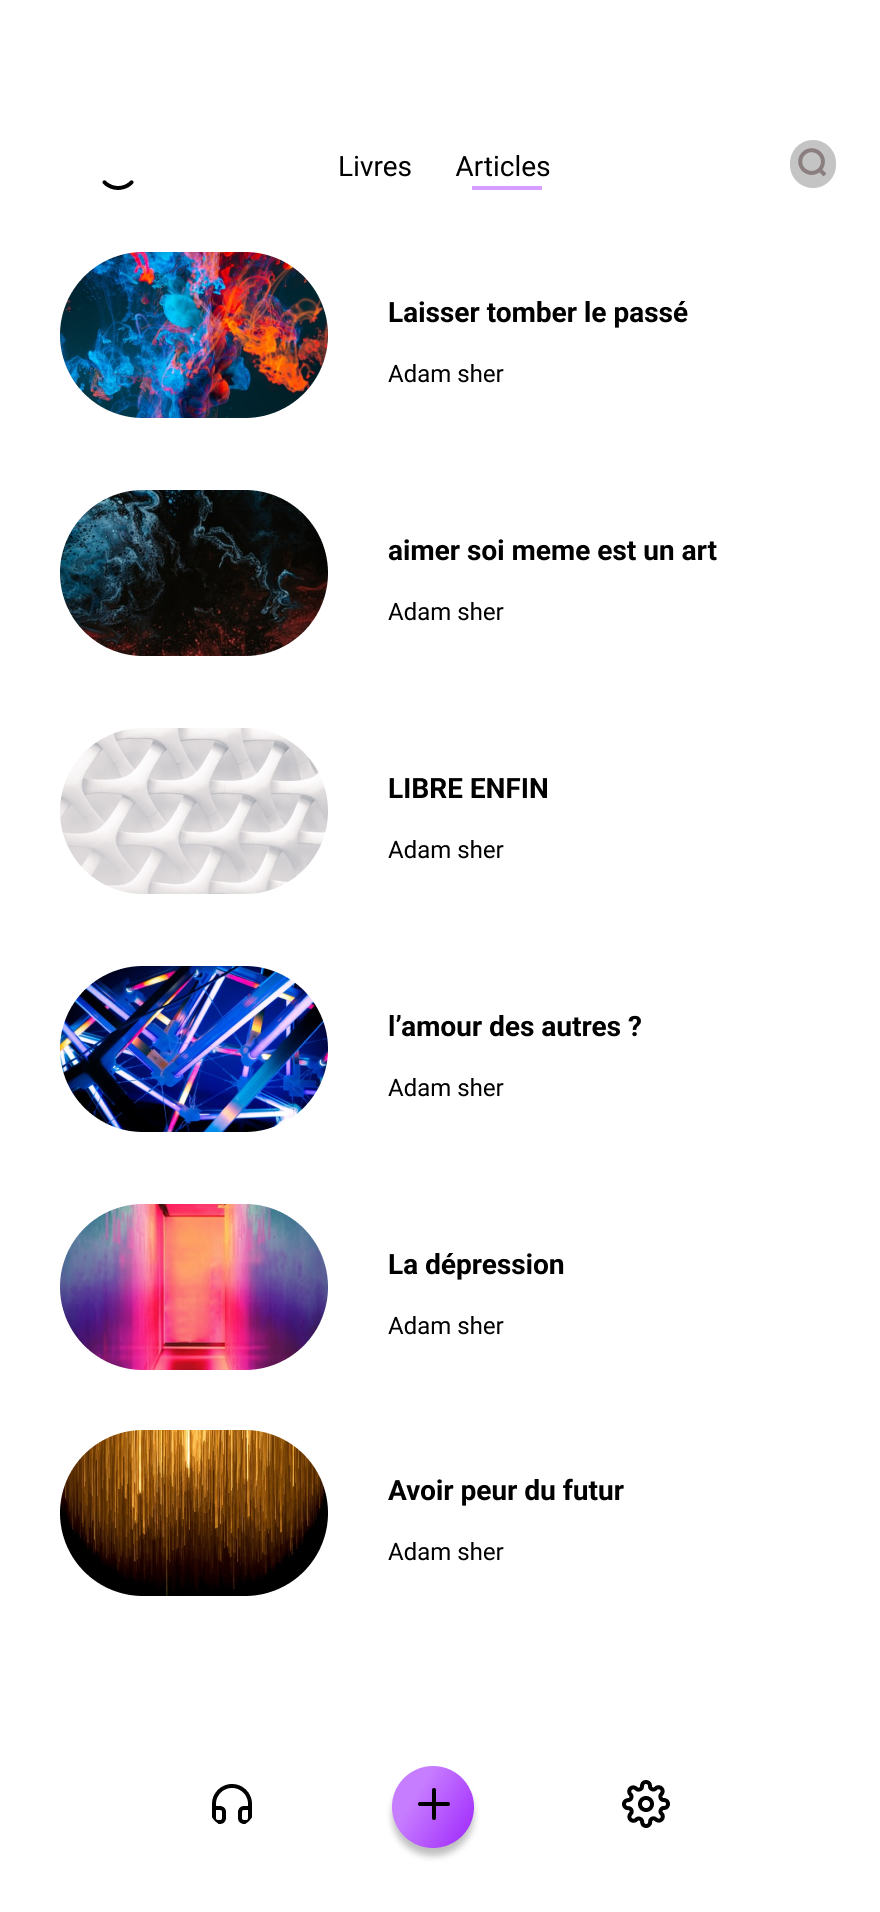 Livres Articles
Laisser tomber le passé
Adam sher
aimer soi meme est un art
Adam sher
LIBRE ENFIN
Adam sher
l’amour des autres ?
Adam sher
La dépression
Adam sher
Avoir peur du futur
Adam sher